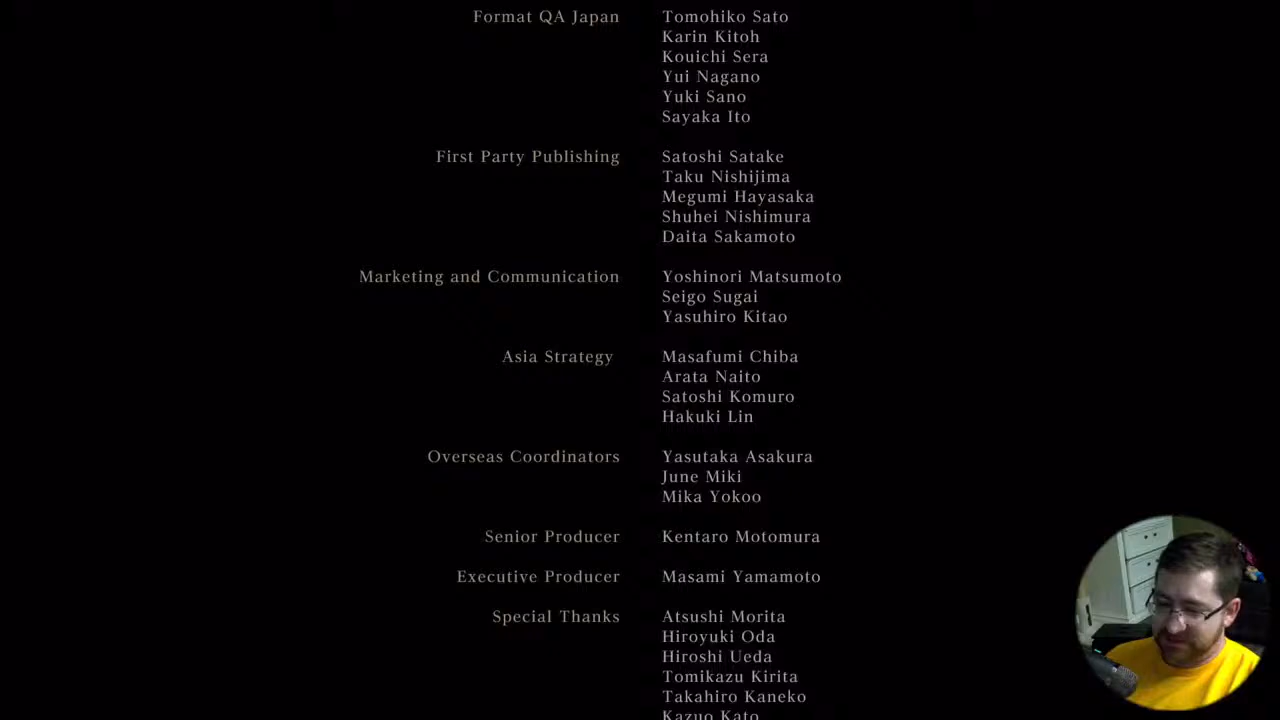 Format QA Japan Tomohiko Sato
Karin Kitoh
Kouichi Sera
Yui Nagano
Yuki Sano
Sayaka Ito
First Party Publishing Satoshi Satake
Taku Nishijima
Megumi Hayasaka
Shuhei Nishimura
Daita Sakamoto
Marketing and Communication Yoshinori Matsumoto
Seigo Sugai
Yasuhiro Kitao
Asia Strategy Masafumi Chiba
Arata Naito
Satoshi Komuro
Hakuki Lin
Overseas Coordinators Yasutaka Asakura
June Miki
Mika Yokoo
Senior Producer Kentaro Motomura
Executive Producer Masami Yamamoto
Special Thanks Atsushi Morita
Hiroyuki Oda
Hiroshi Ueda
Tomikazu Kirita
Takahiro Kaneko
Kazuo Kato